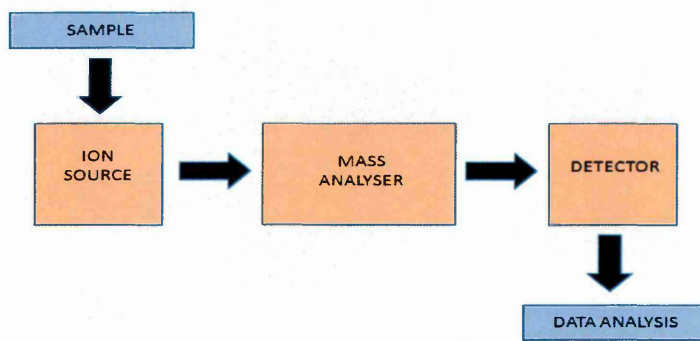 SAMPLE
ION
SOURCE
MASS
ANALYSER
DETECTOR
DATA ANALYSIS